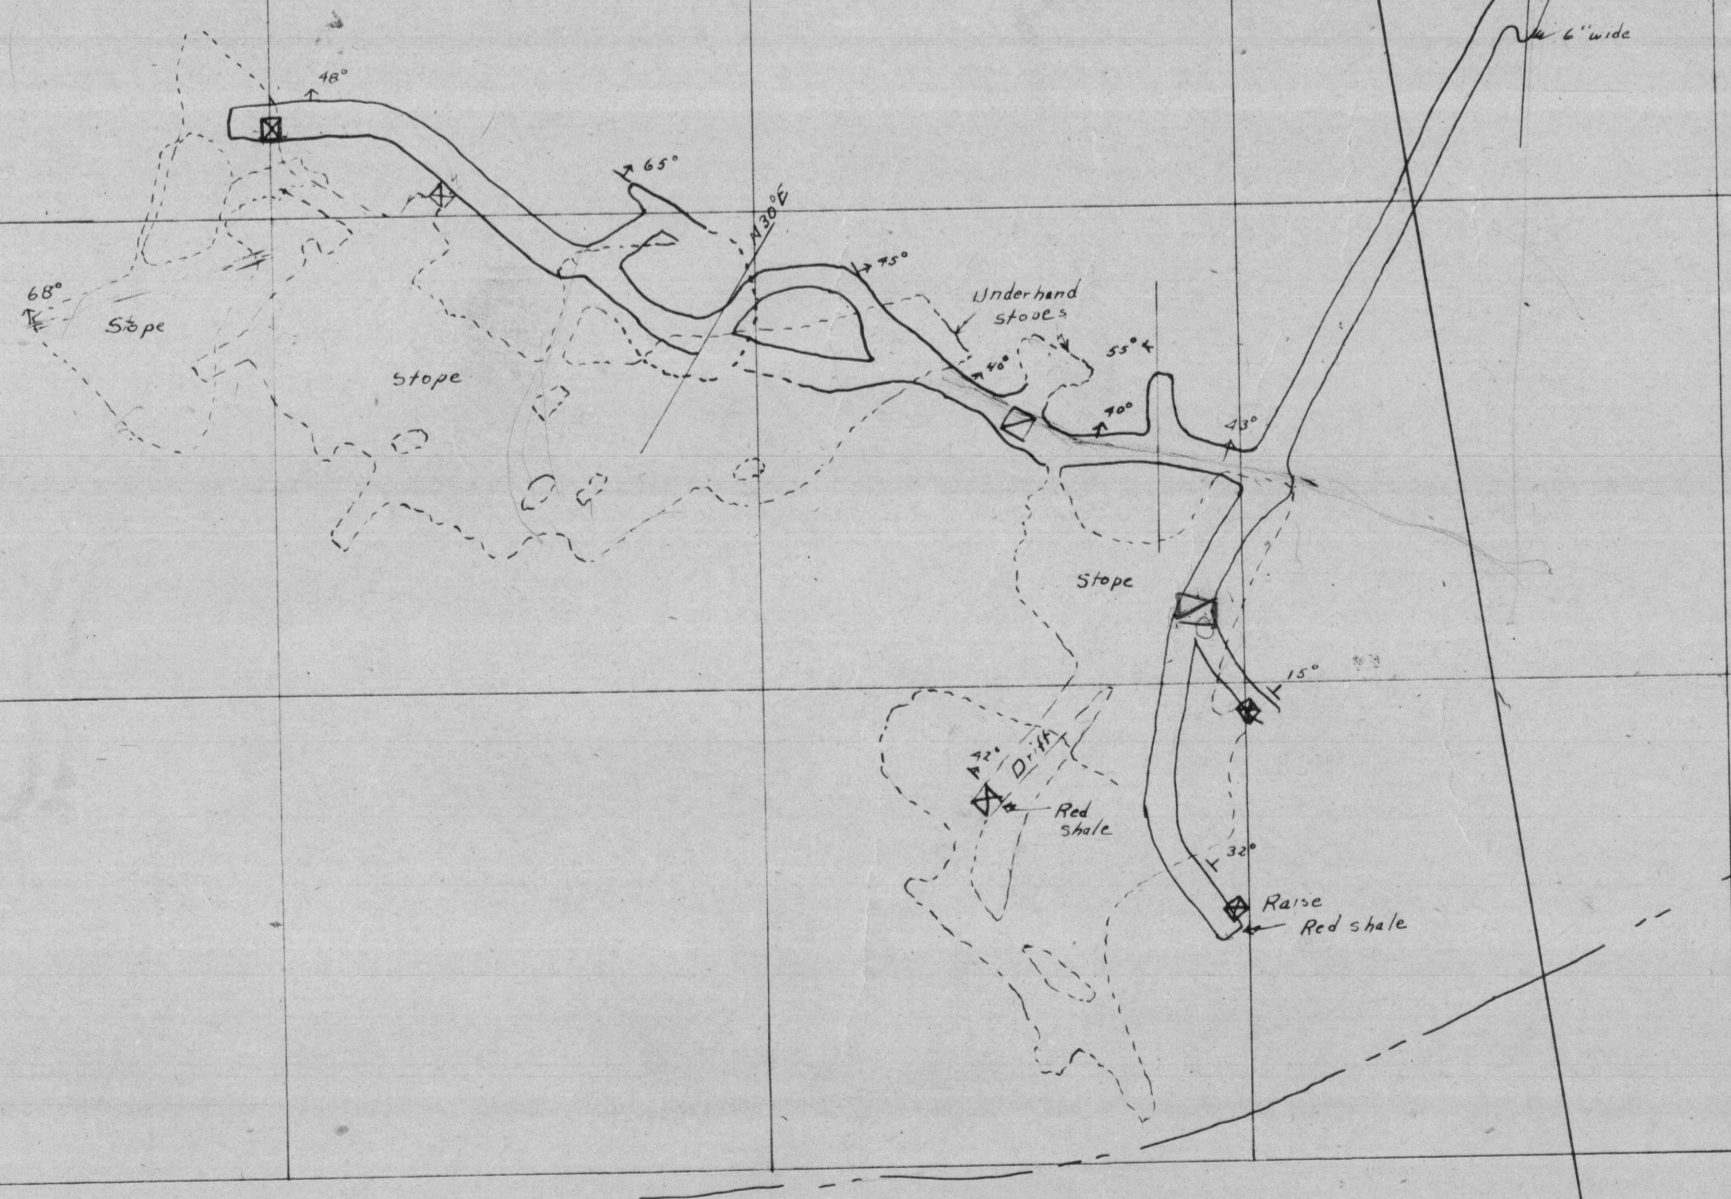 6" wide
48°
65°
N30°E
45°
68°
Stope
Underhand
stopes
55°
Stope
40°
40°
43°
Stope
15°
42°
Drift
Red
shale
32°
Raise
Red shale